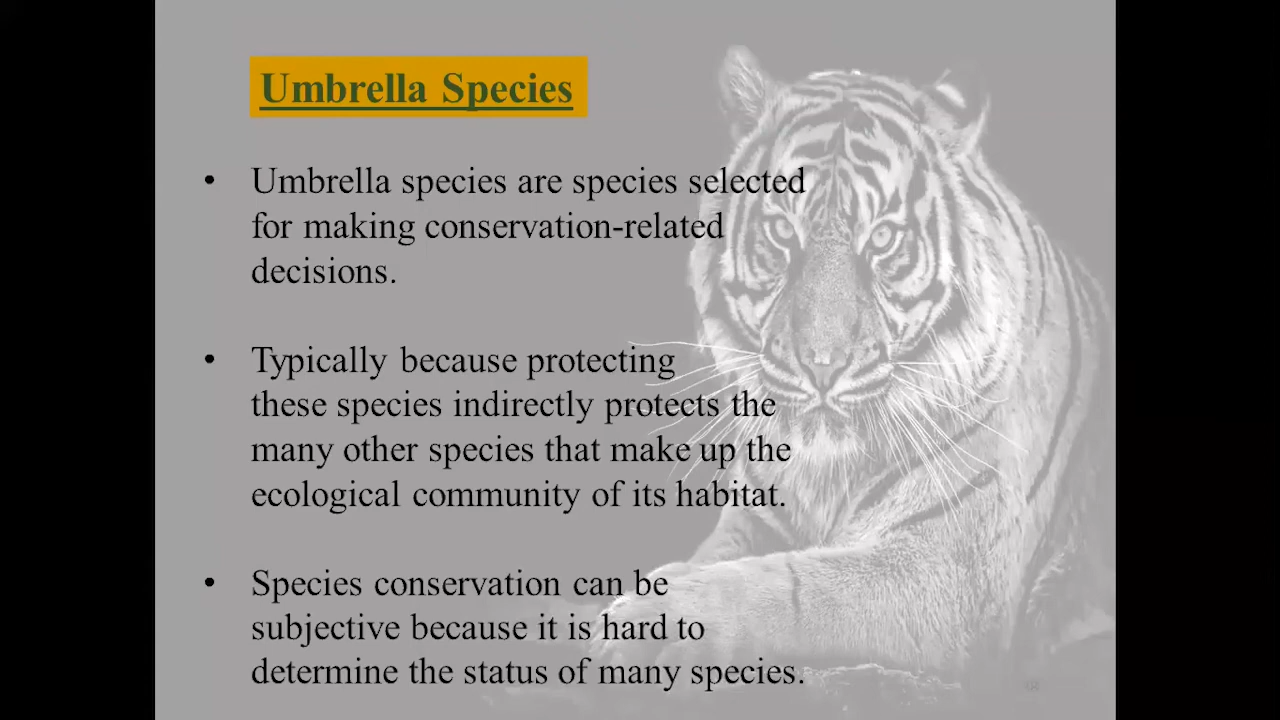 Umbrella Species
• Umbrella species are species selected
for making conservation-related
decisions.
• Typically because protecting
these species indirectly protects the
many other species that make up the
ecological community of its habitat.
• Species conservation can be
subjective because it is hard to
determine the status of many species.